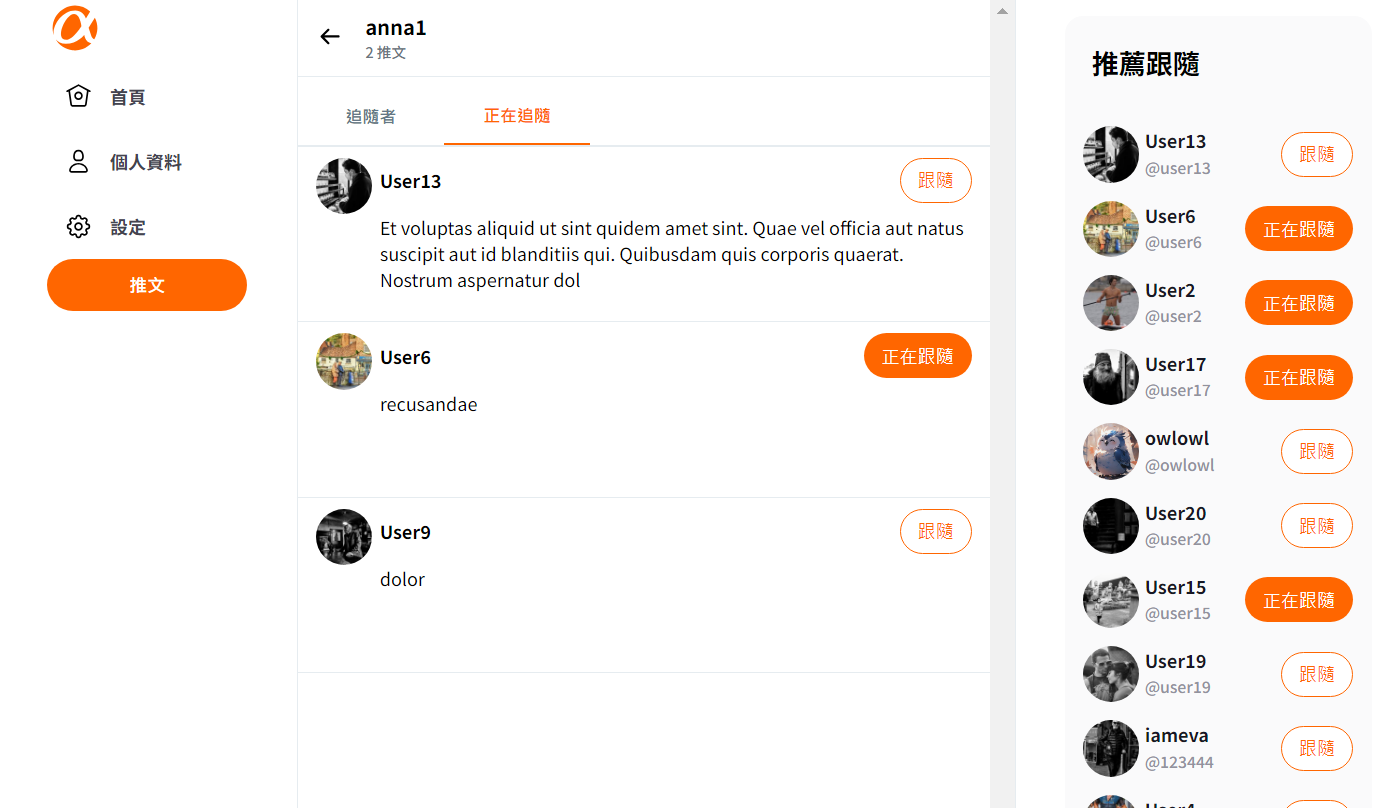 首頁
個人資料
設定
推文
anna1
2 推文
追隨者
正在追隨
User13
跟隨
Et voluptas aliquid ut sint quidem amet sint. Quae vel officia aut natus
suscipit aut id blanditiis qui. Quibusdam quis corporis quaerat.
Nostrum aspernatur dol
User6
正在跟隨
recusandae
User9
跟隨
dolor
推薦跟隨
User13
@user13
跟隨
User6
@user6
正在跟隨
User2
@user2
正在跟隨
User17
@user17
正在跟隨
owlowl
@owlowl
跟隨
User20
@user20
跟隨
User15
@user15
正在跟隨
User19
@user19
跟隨
iameva
@123444
跟隨
User4